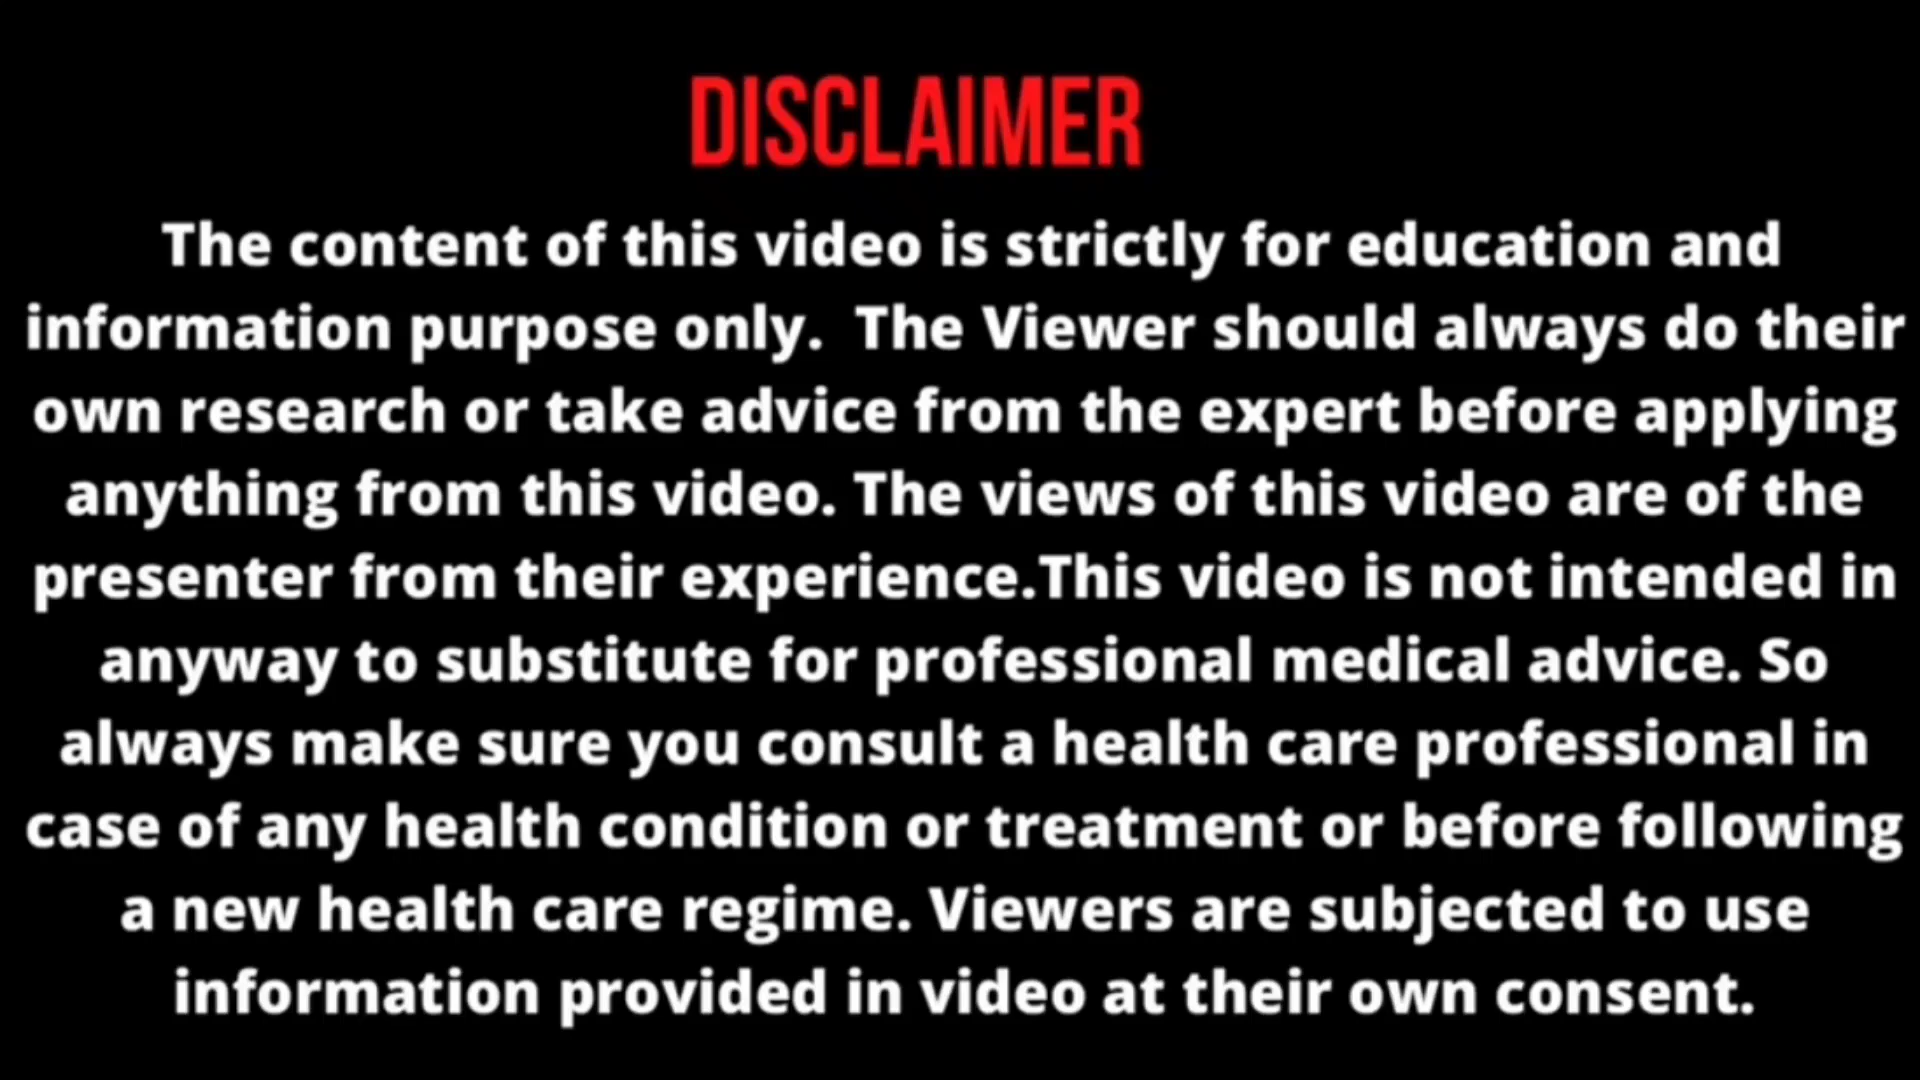 DISCLAIMER
The content of this video is strictly for education and
information purpose only.  The Viewer should always do their
own research or take advice from the expert before applying
anything from this video. The views of this video are of the
presenter from their experience.This video is not intended in
anyway to substitute for professional medical advice. So
always make sure you consult a health care professional in
case of any health condition or treatment or before following
a new health care regime. Viewers are subjected to use
information provided in video at their own consent.